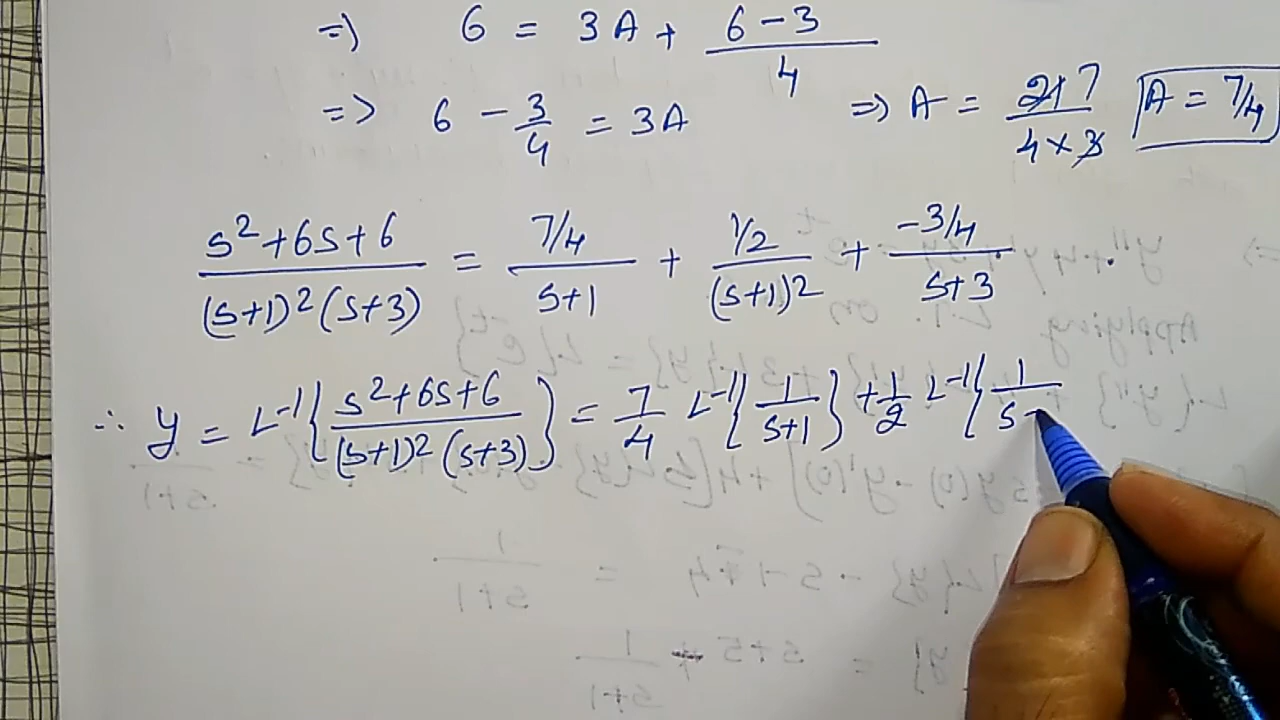 => 6 = 3A + 6-3/4
=> 6 - 3/4 = 3A => A = 21 7/4×3 A = 7/4
s²+6s+6/(s+1)²(s+3) = 7/4/s+1 + 1/2/(s+1)² + -3/4/s+3
∴ y = L⁻¹{s²+6s+6/(s+1)²(s+3)} = 7/4 L⁻¹{1/s+1} + 1/2 L⁻¹{1/s